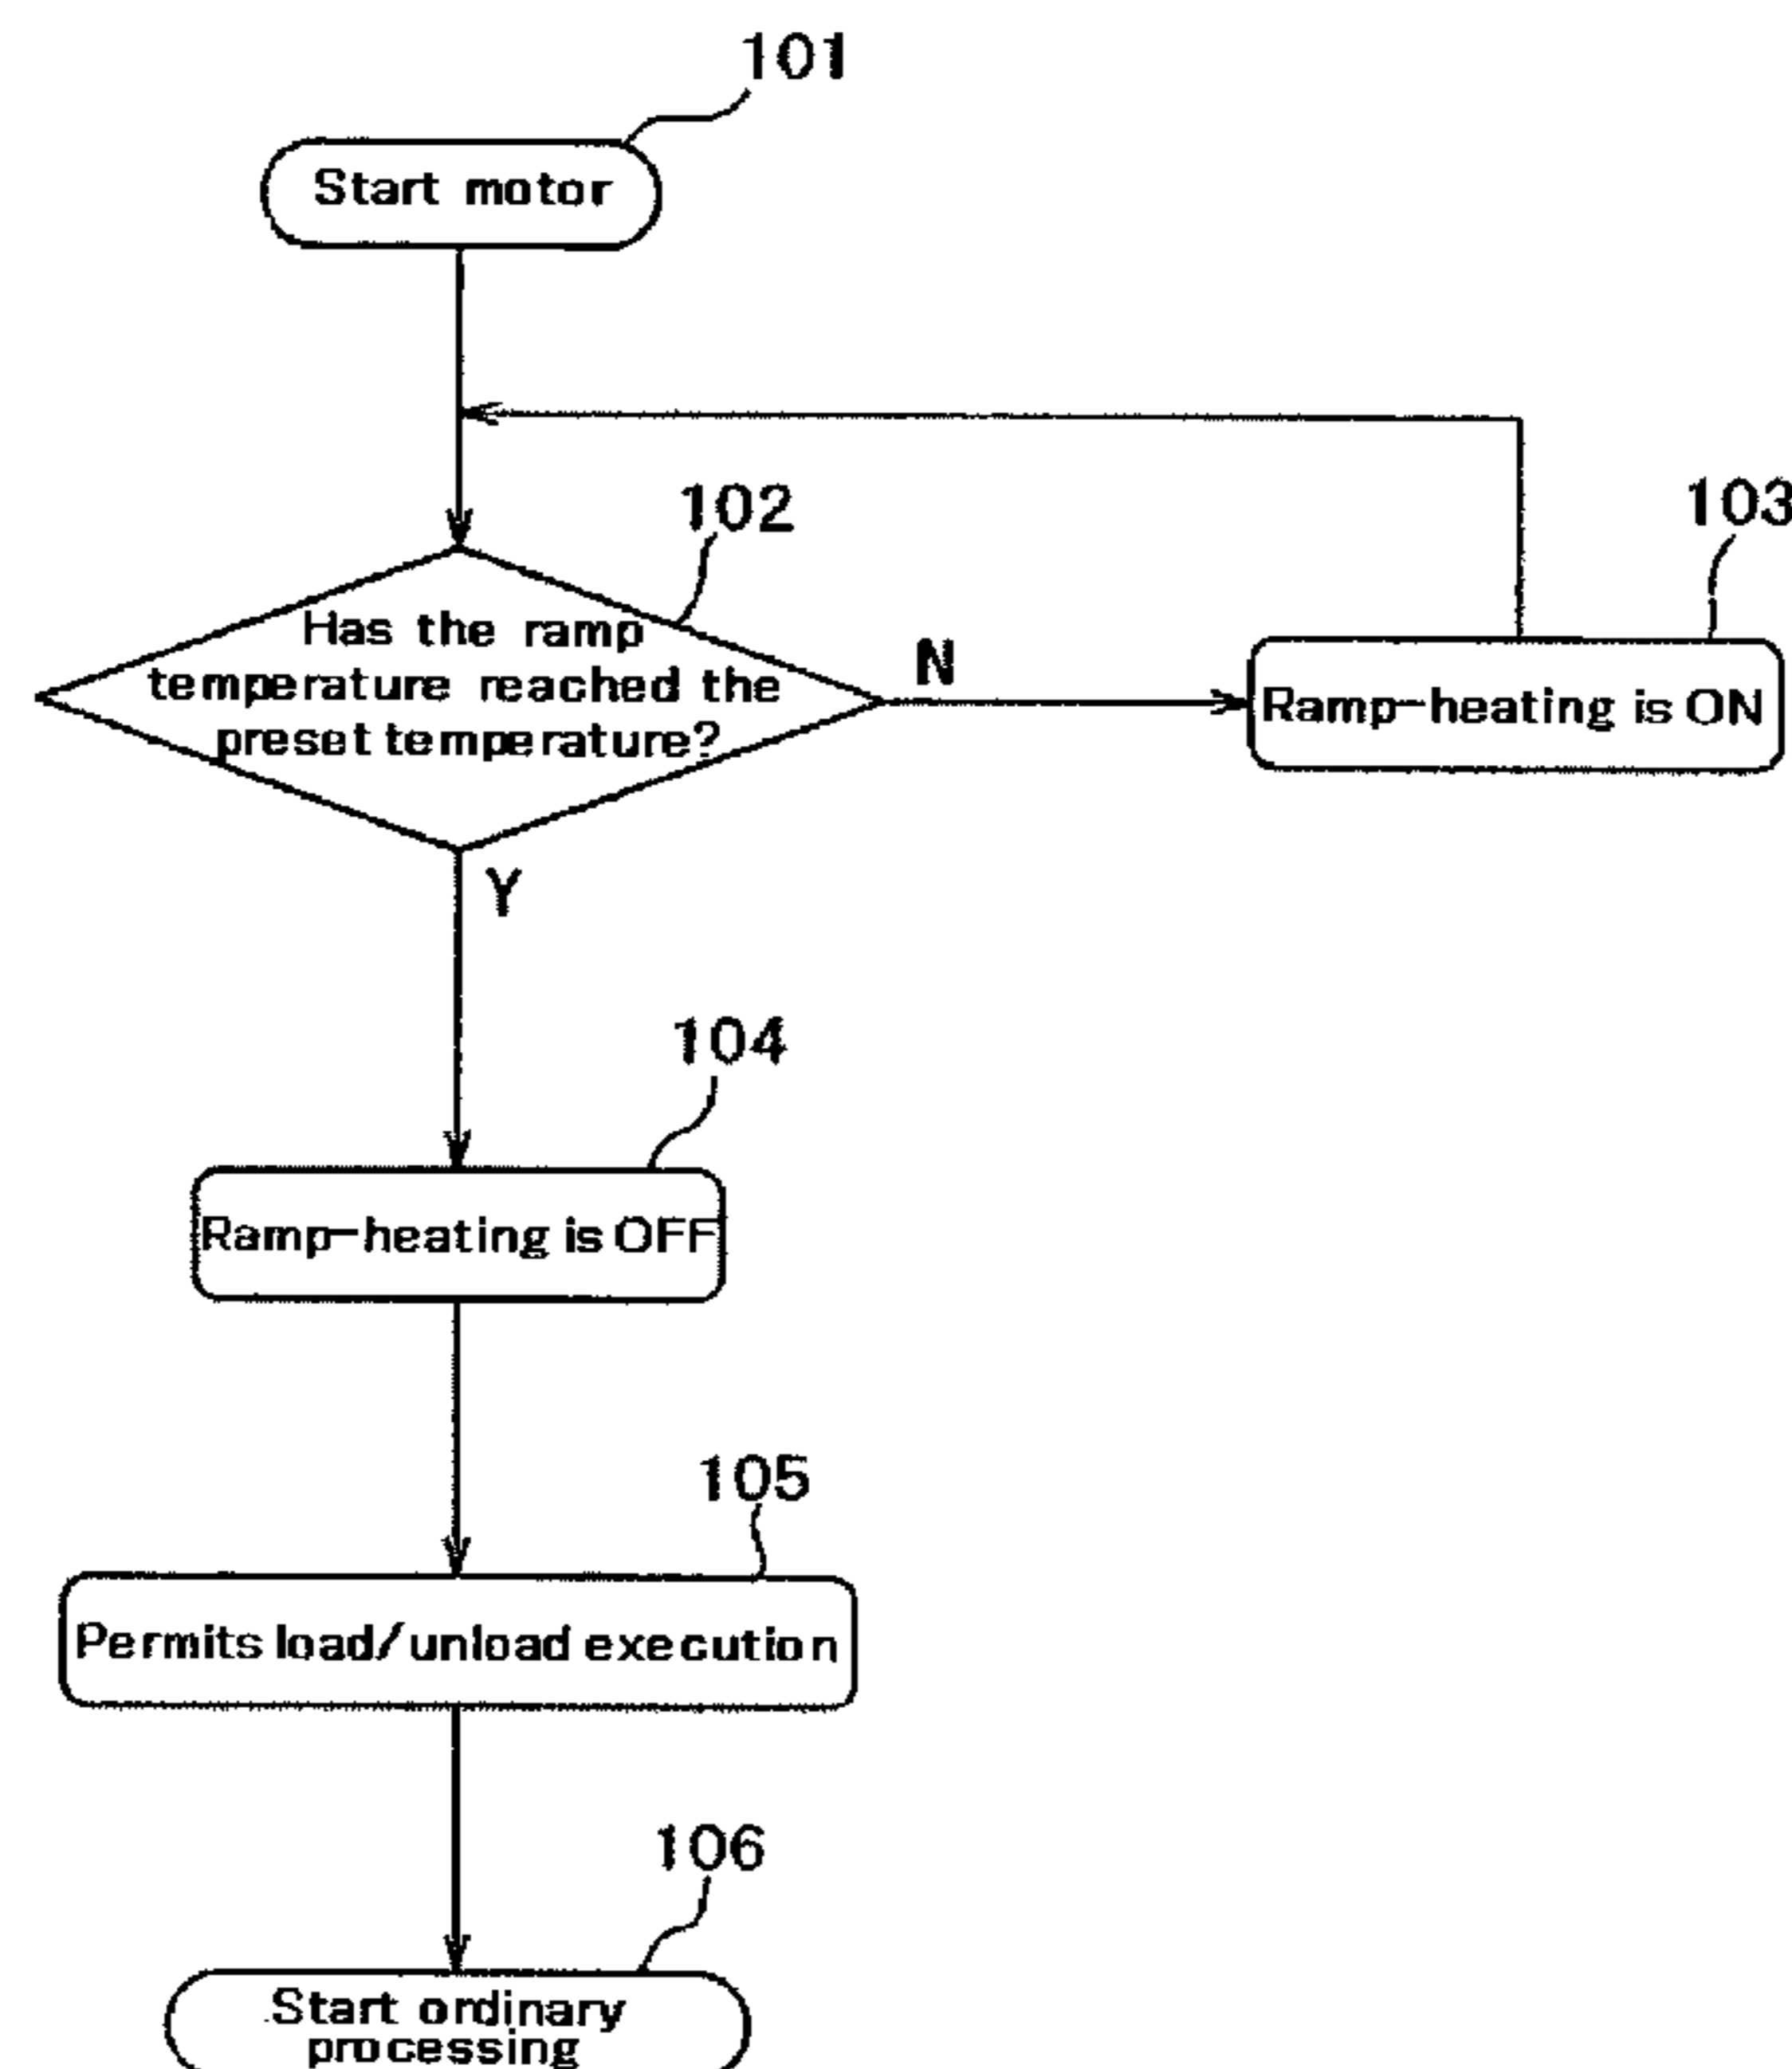 101
Start motor
102
103
Has the ramp
temperature reached the
preset temperature?
N
Ramp-heating is ON
Y
104
Ramp-heating is OFF
105
Permits load/unload execution
106
Start ordinary
processing